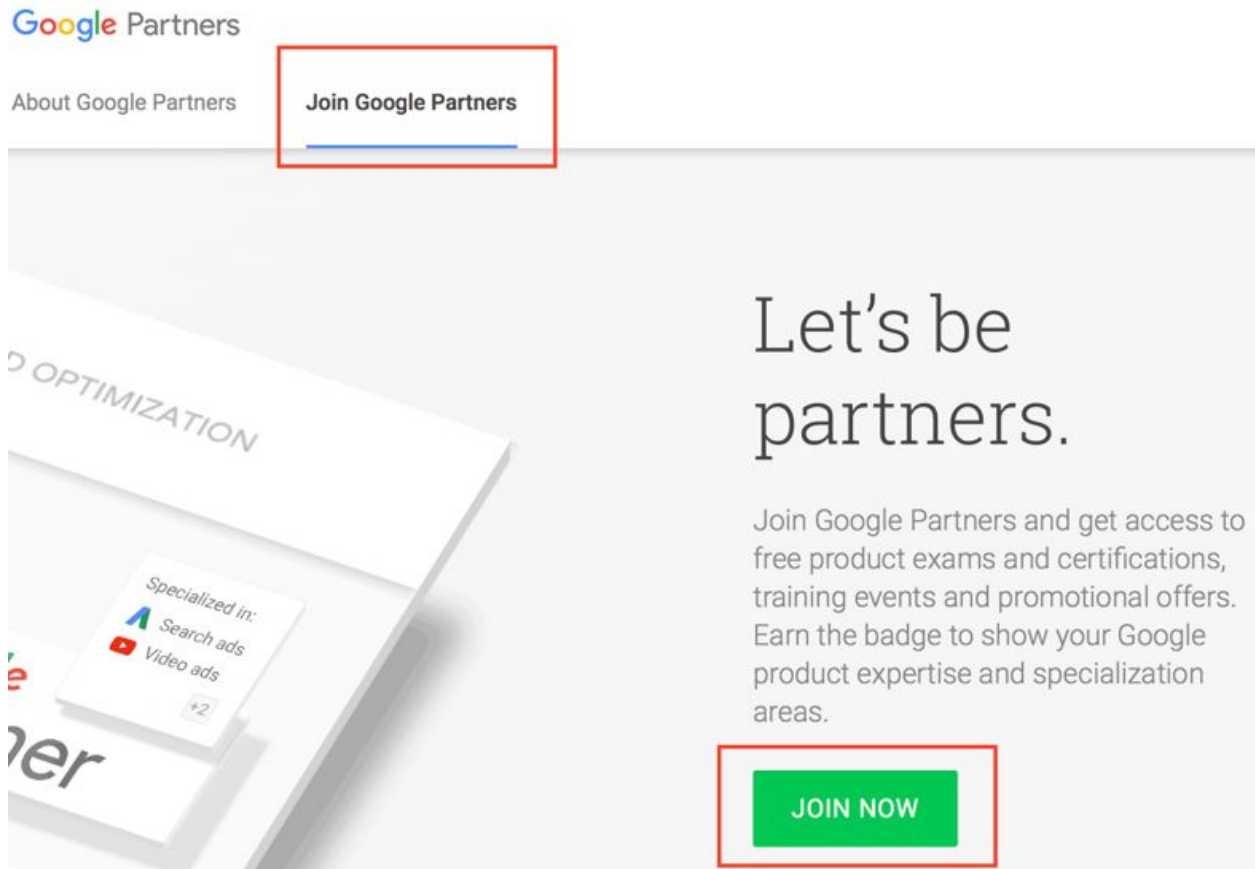 Google Partners
About Google Partners
Join Google Partners
D OPTIMIZATION
Specialized in:
Search ads
Video ads
+2
le
ner
Let's be
partners.
Join Google Partners and get access to
free product exams and certifications,
training events and promotional offers.
Earn the badge to show your Google
product expertise and specialization
areas.
JOIN NOW